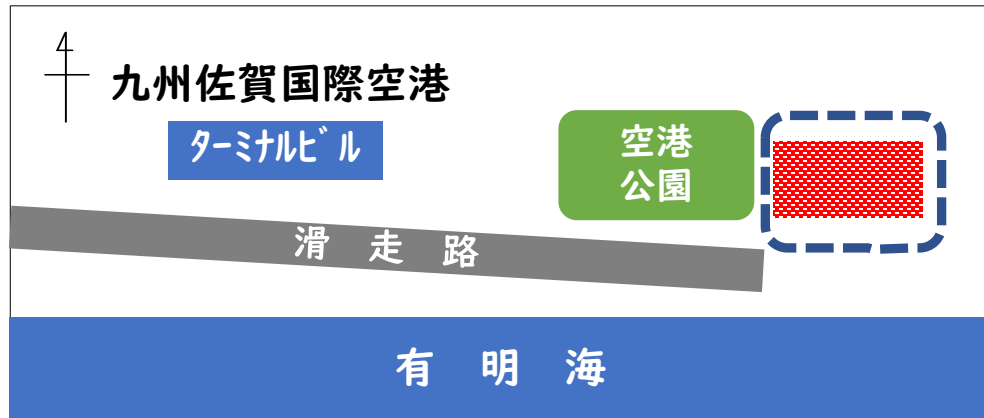 九州佐賀国際空港
ﾀｰﾐﾅﾙﾋﾞﾙ
空港
公園
滑走路
有明海